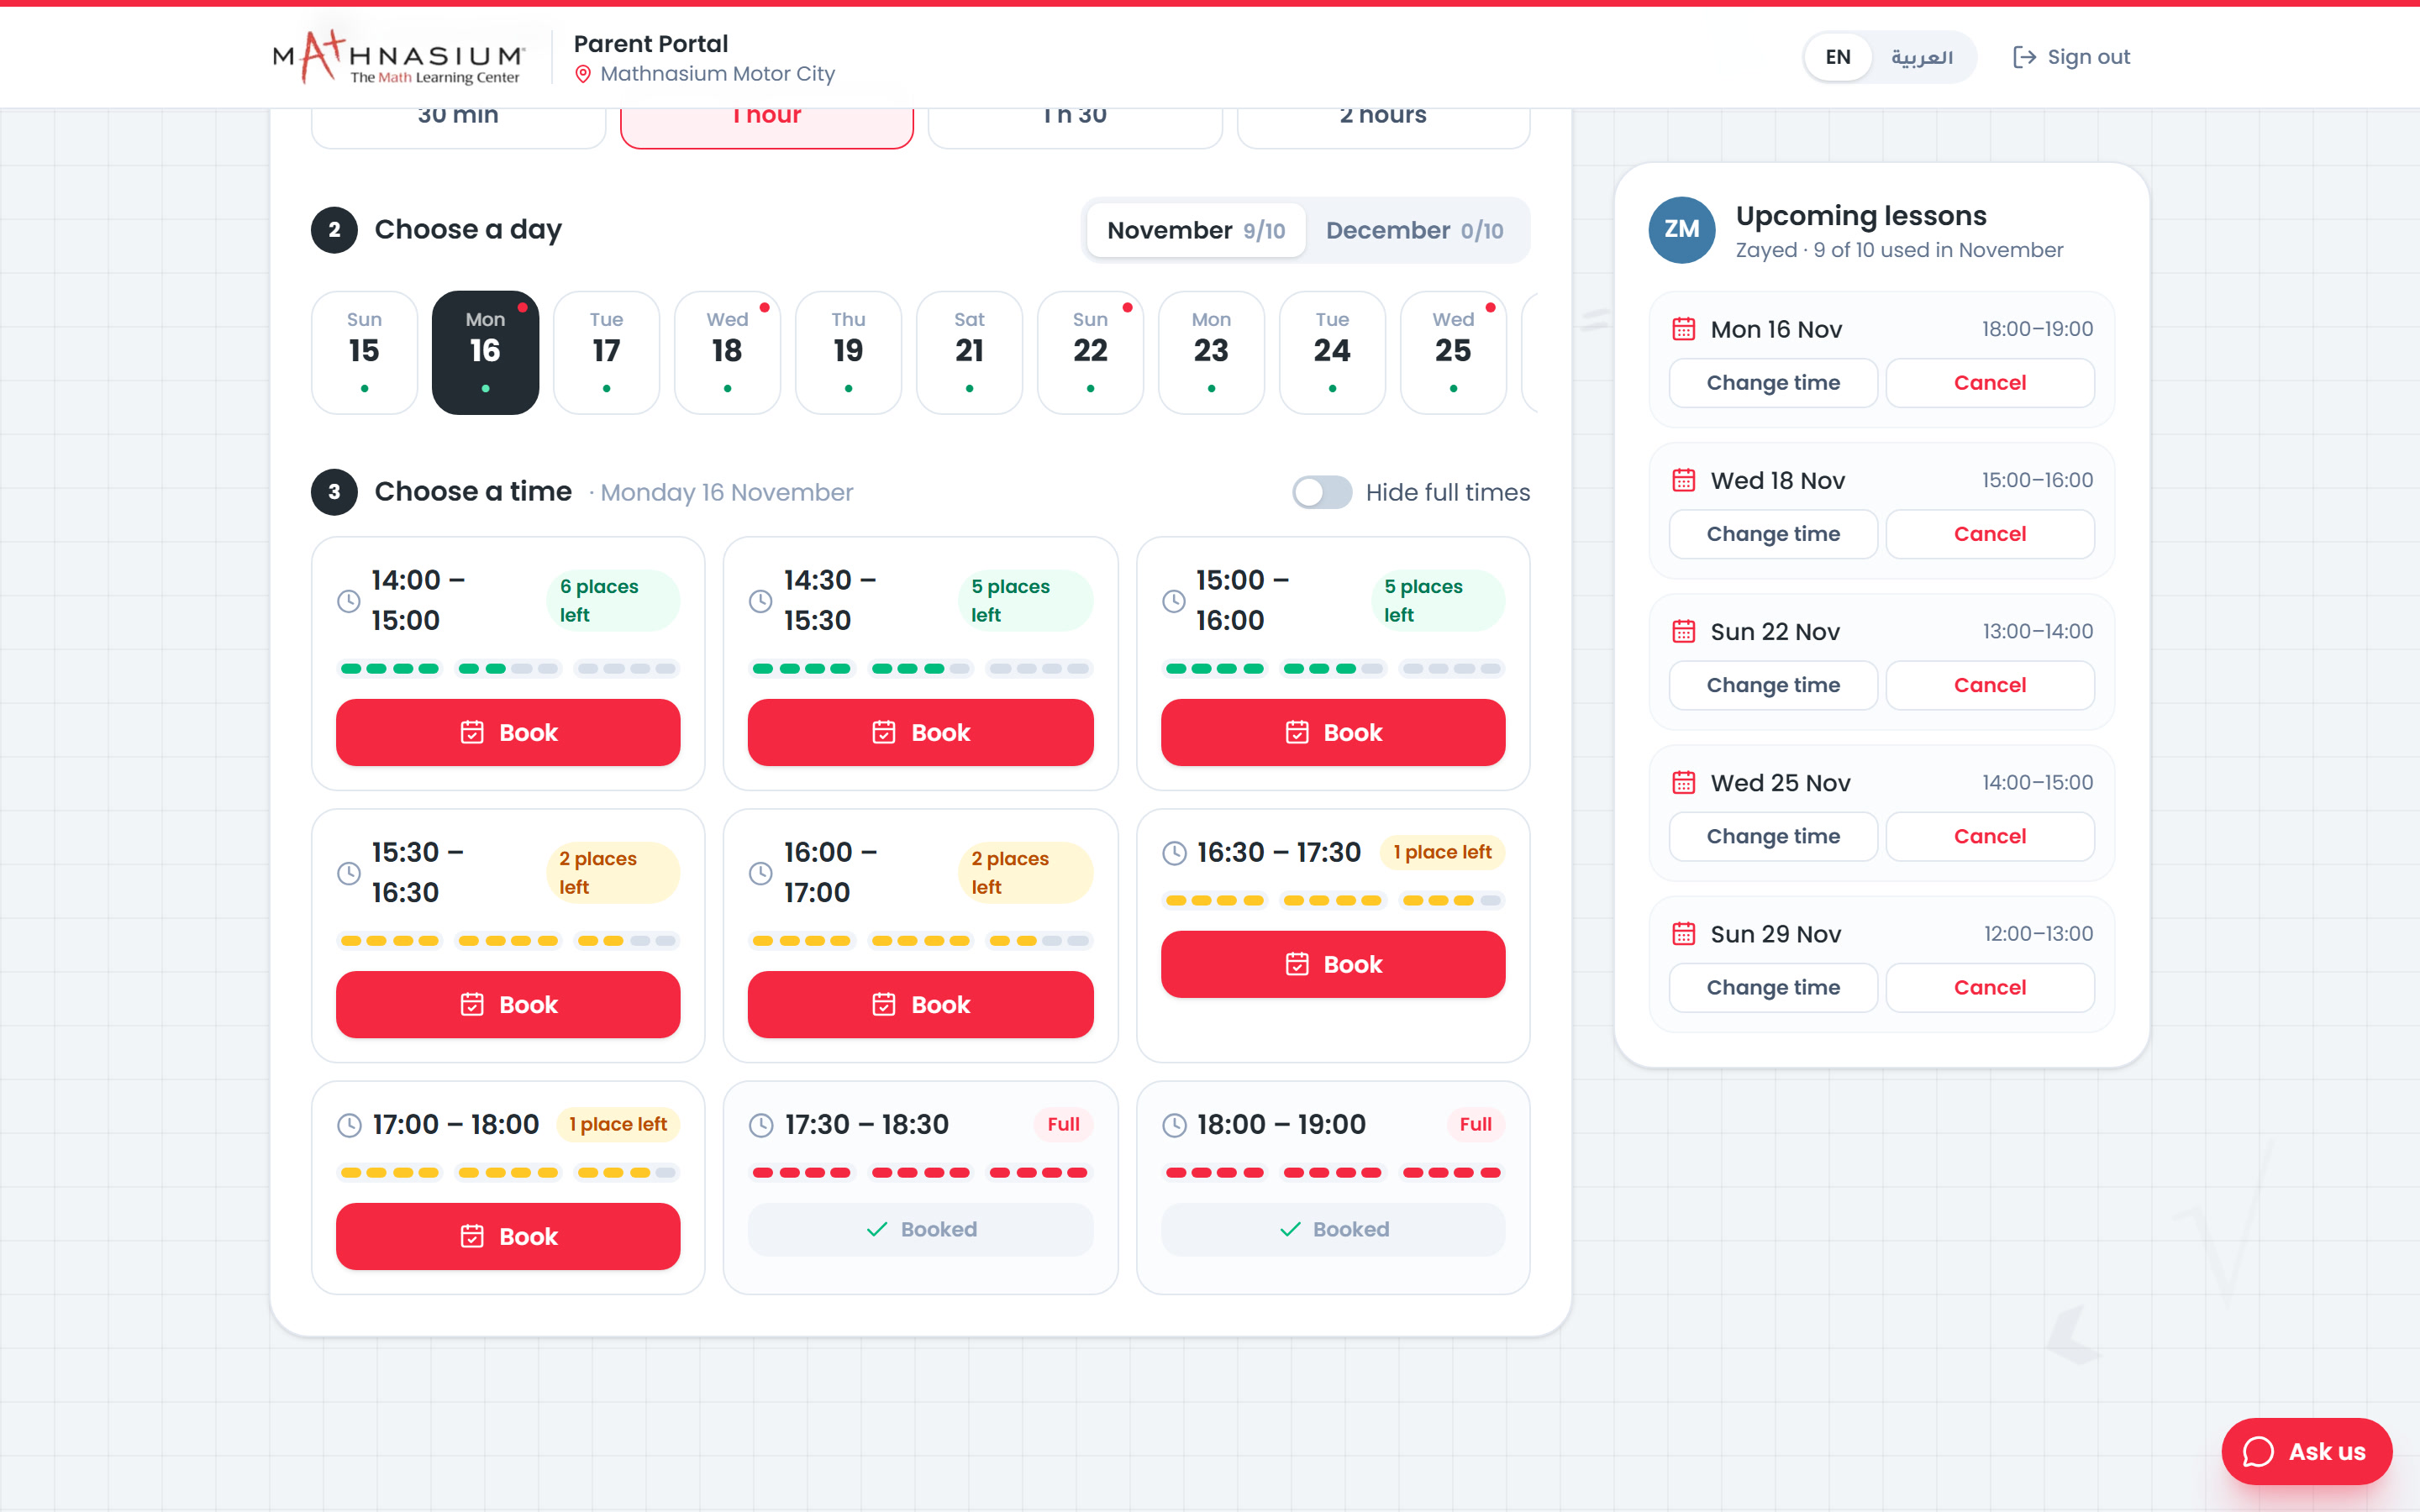 MATHNASIUM
The Math Learning Center
Parent Portal
Mathnasium Motor City
EN
العربية
Sign out
30 min
1 hour
1 h 30
2 hours
2
Choose a day
November 9/10
December 0/10
Sun
15
Mon
16
Tue
17
Wed
18
Thu
19
Sat
21
Sun
22
Mon
23
Tue
24
Wed
25
3
Choose a time · Monday 16 November
Hide full times
14:00 –
15:00
6 places
left
Book
14:30 –
15:30
5 places
left
Book
15:00 –
16:00
5 places
left
Book
15:30 –
16:30
2 places
left
Book
16:00 –
17:00
2 places
left
Book
16:30 – 17:30
1 place left
Book
17:00 – 18:00
1 place left
Book
17:30 – 18:30
Full
Booked
18:00 – 19:00
Full
Booked
ZM
Upcoming lessons
Zayed · 9 of 10 used in November
Mon 16 Nov
18:00–19:00
Change time
Cancel
Wed 18 Nov
15:00–16:00
Change time
Cancel
Sun 22 Nov
13:00–14:00
Change time
Cancel
Wed 25 Nov
14:00–15:00
Change time
Cancel
Sun 29 Nov
12:00–13:00
Change time
Cancel
Ask us